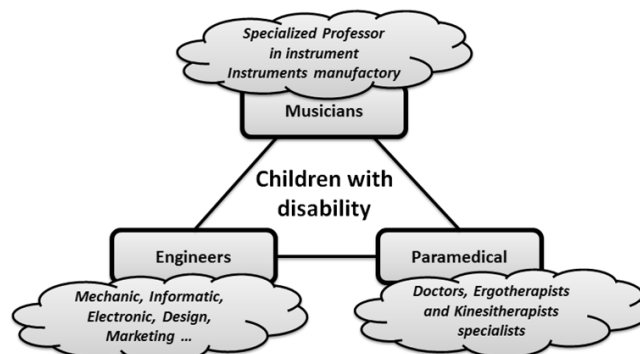 Specialized Professor
in instrument
Instruments manufactory
Musicians
Children with
disability
Engineers
Paramedical
Mechanic, Informatic,
Electronic, Design,
Marketing ...
Doctors, Ergotherapists
and Kinesitherapists
specialists